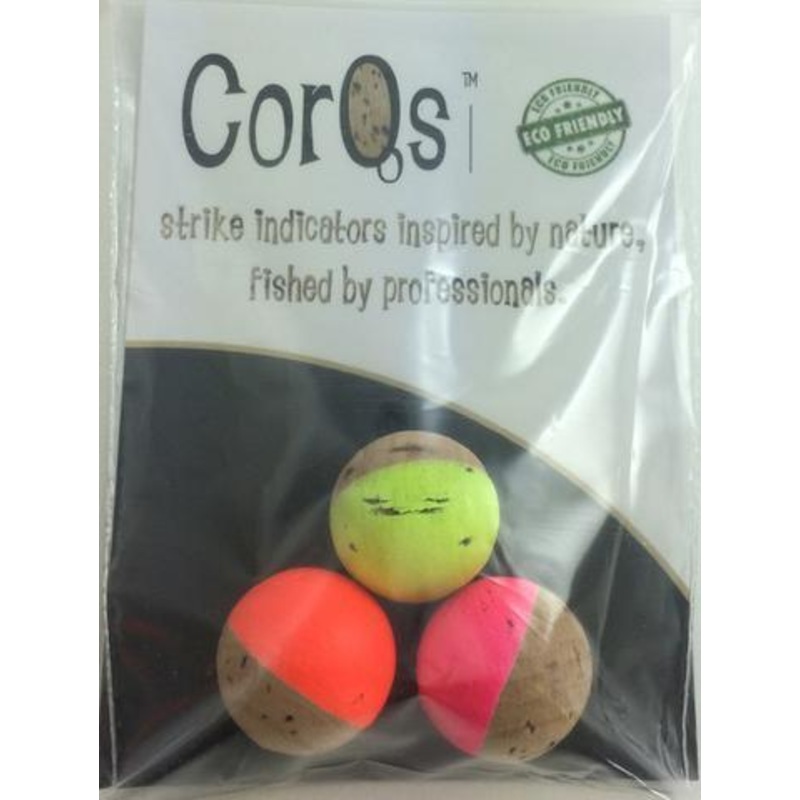 CorQs™
ECO FRIENDLY
ECO FRIENDLY
ECO FRIENDLY
strike indicators inspired by nature,
fished by professionals.